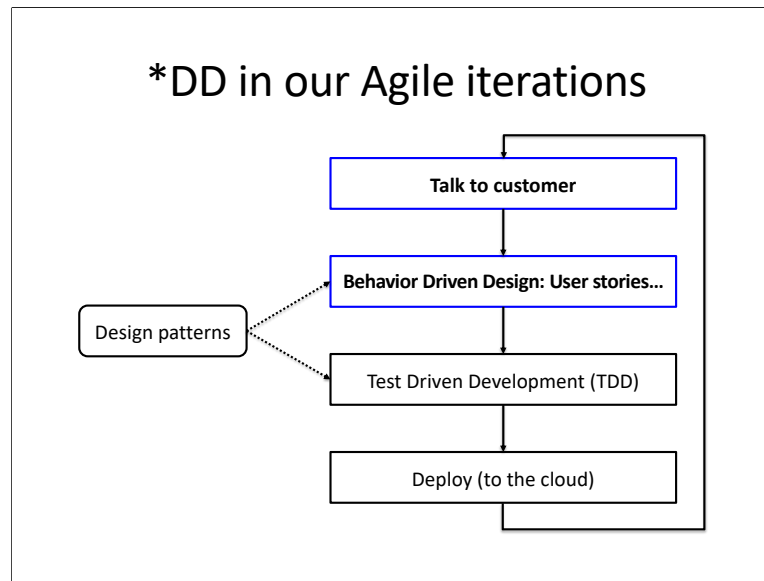 *DD in our Agile iterations
Talk to customer
Behavior Driven Design: User stories...
Design patterns
Test Driven Development (TDD)
Deploy (to the cloud)